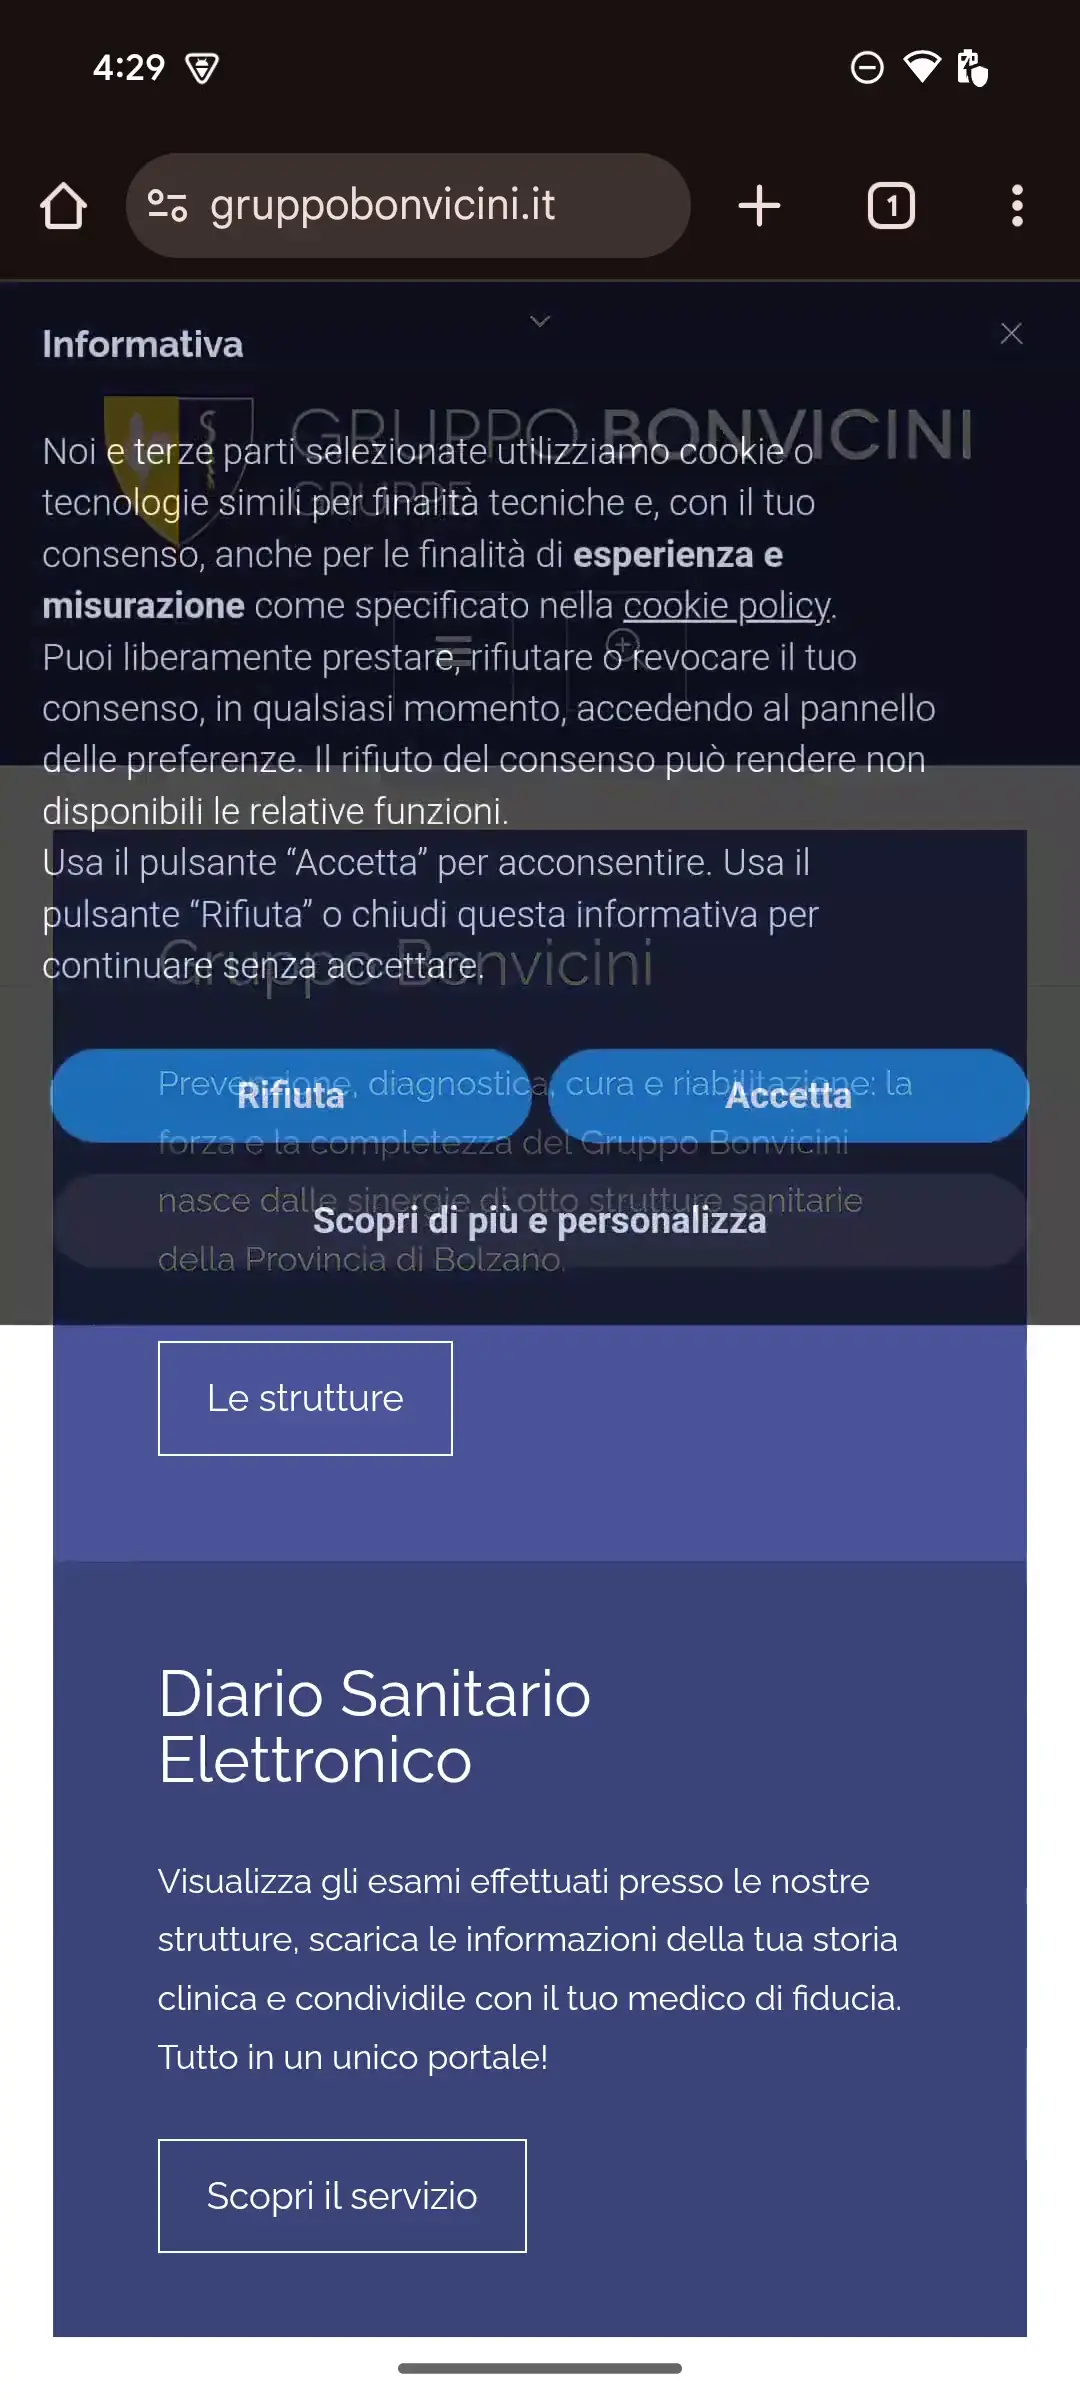 4:29
gruppobonvicini.it
1
Informativa
GRUPPO BONVICINI
GRUPPE
Noi e terze parti selezionate utilizziamo cookie o
tecnologie simili per finalità tecniche e, con il tuo
consenso, anche per le finalità di esperienza e
misurazione come specificato nella cookie policy.
Puoi liberamente prestare, rifiutare o revocare il tuo
consenso, in qualsiasi momento, accedendo al pannello
delle preferenze. Il rifiuto del consenso può rendere non
disponibili le relative funzioni.
Usa il pulsante “Accetta” per acconsentire. Usa il
pulsante “Rifiuta” o chiudi questa informativa per
continuare senza accettare.
Gruppo Bonvicini
Rifiuta
Accetta
Prevenzione, diagnostica, cura e riabilitazione: la
forza e la completezza del Gruppo Bonvicini
nasce dalle sinergie di otto strutture sanitarie
Scopri di più e personalizza
della Provincia di Bolzano.
Le strutture
Diario Sanitario
Elettronico
Visualizza gli esami effettuati presso le nostre
strutture, scarica le informazioni della tua storia
clinica e condividile con il tuo medico di fiducia.
Tutto in un unico portale!
Scopri il servizio